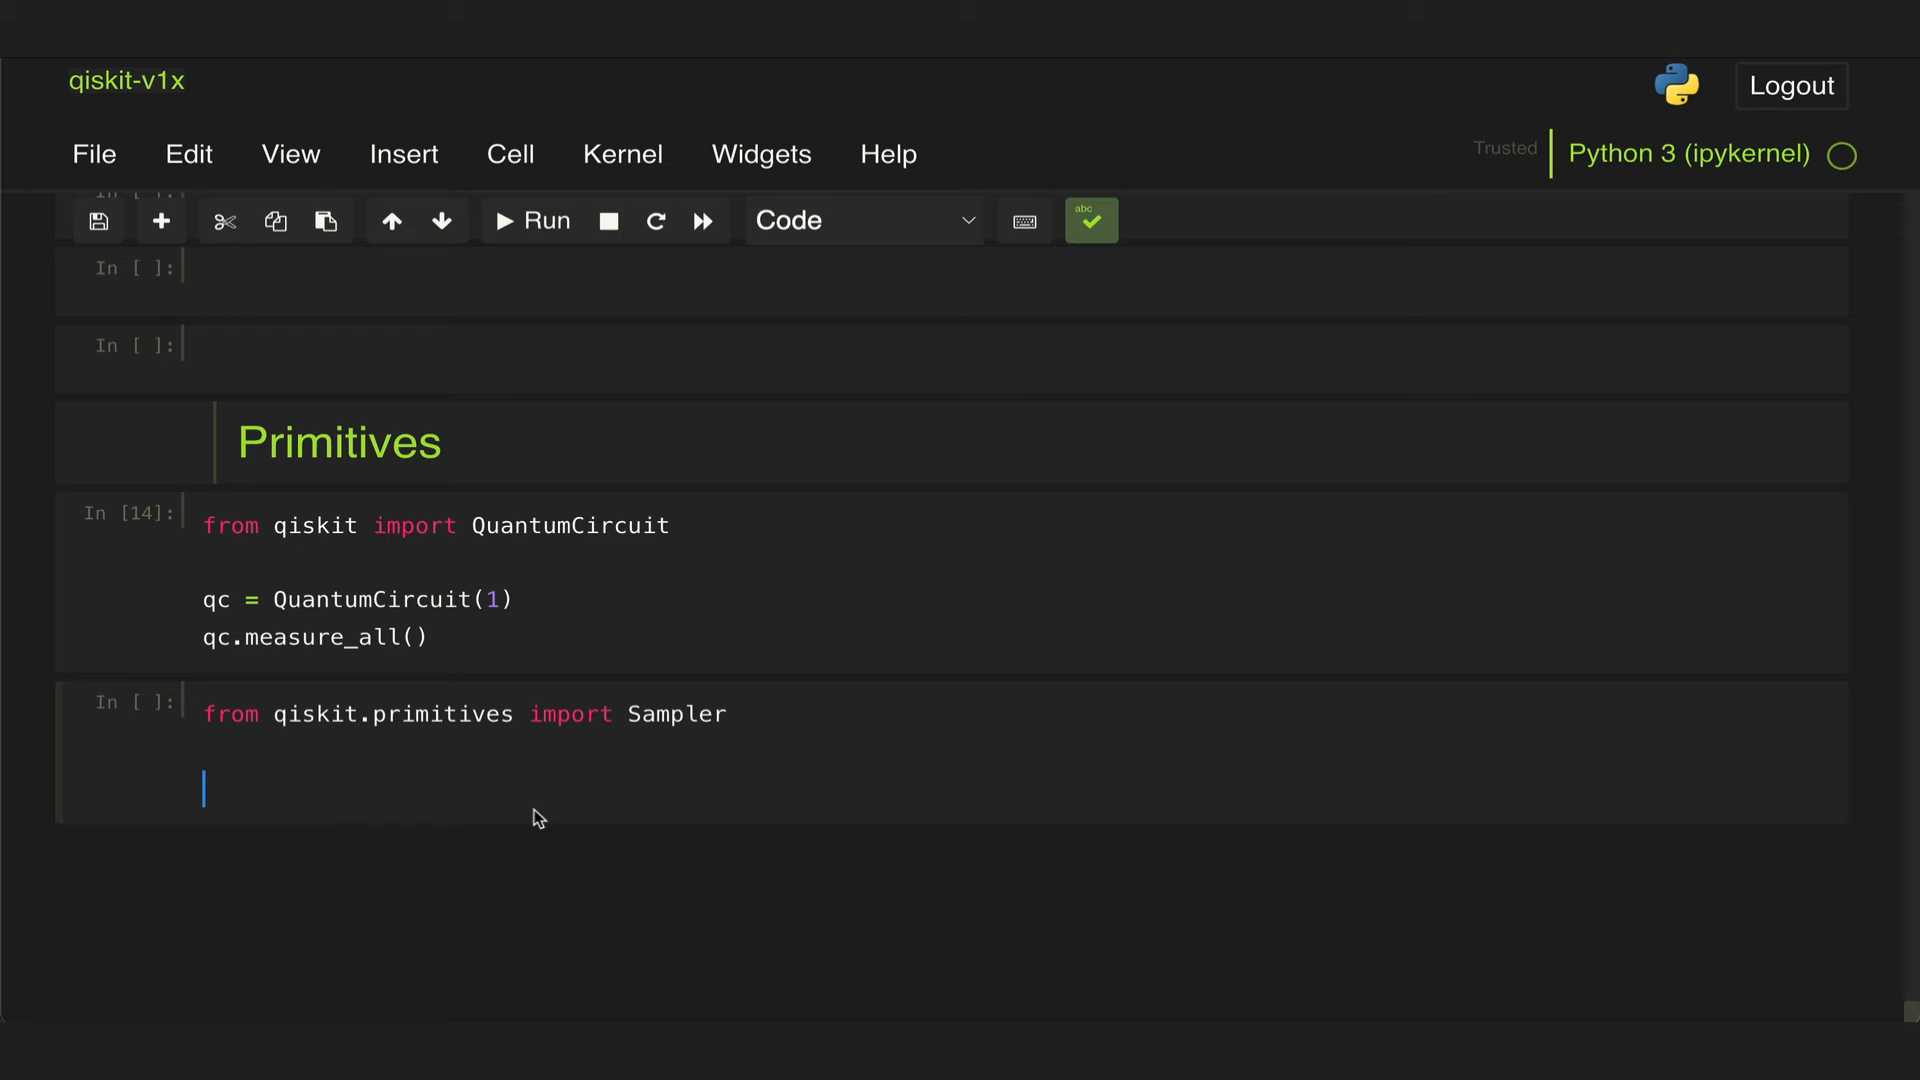 qiskit-v1x
Logout
File Edit View Insert Cell Kernel Widgets Help
Trusted
Python 3 (ipykernel)
Run
Code
abc
In [ ]:
In [ ]:
Primitives
In [14]:
from qiskit import QuantumCircuit
qc = QuantumCircuit(1)
qc.measure_all()
In [ ]:
from qiskit.primitives import Sampler